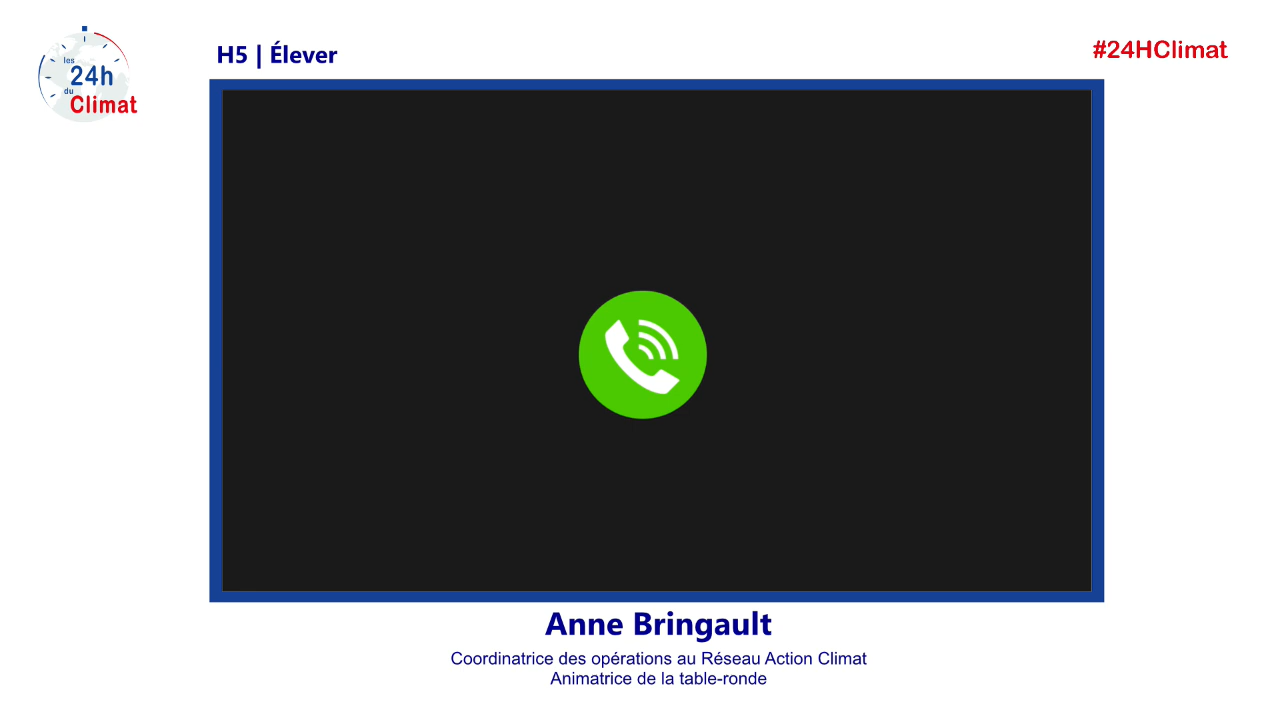 les
24h
du
Climat
H5 | Élever
#24HClimat
Anne Bringault
Coordinatrice des opérations au Réseau Action Climat
Animatrice de la table-ronde